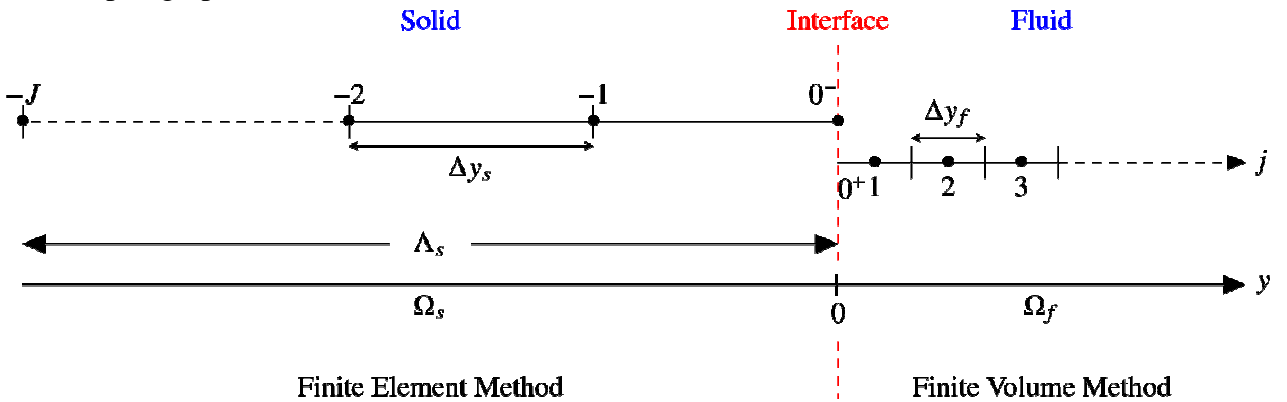 Solid Interface Fluid
−J −2 −1 0⁻
Δy_f
Δy_s
0⁺ 1 2 3 j
Λ_s
y
Ω_s 0 Ω_f
Finite Element Method Finite Volume Method